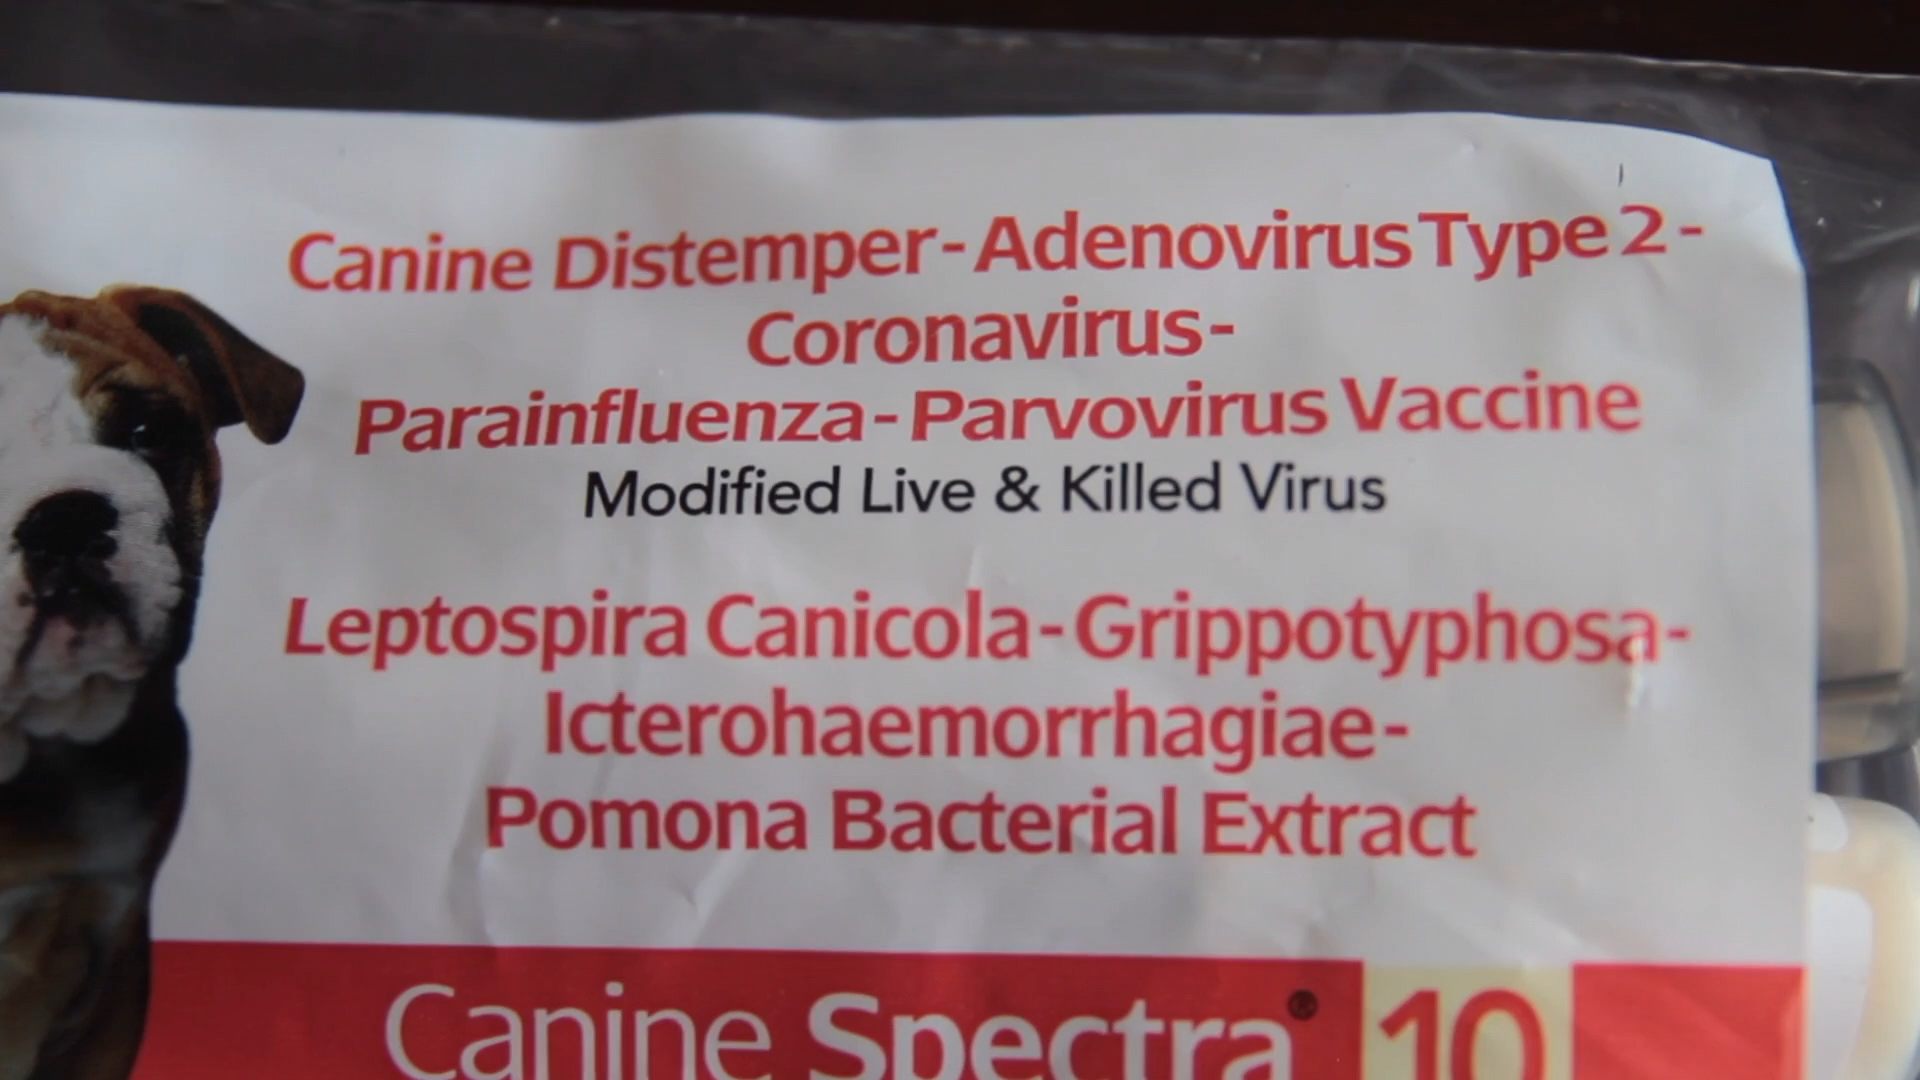 Canine Distemper-Adenovirus Type 2-
Coronavirus-
Parainfluenza-Parvovirus Vaccine
Modified Live & Killed Virus
Leptospira Canicola-Grippotyphosa-
Icterohaemorrhagiae-
Pomona Bacterial Extract
Canine Spectra® 10